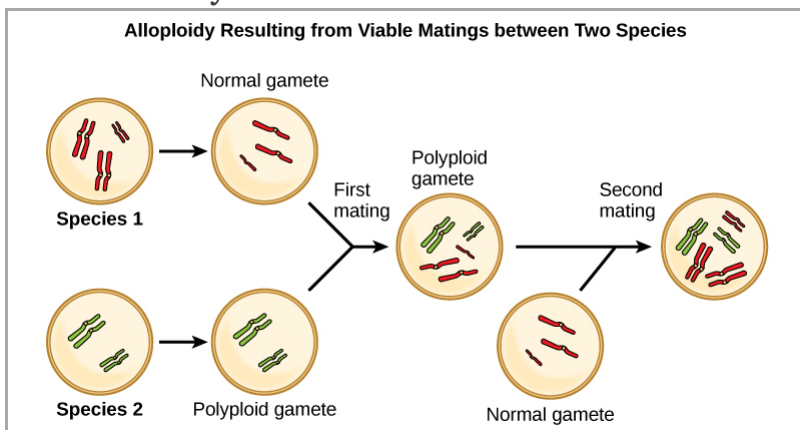 Alloploidy Resulting from Viable Matings between Two Species
Normal gamete
Species 1
First
mating
Polyploid
gamete
Second
mating
Species 2
Polyploid gamete
Normal gamete